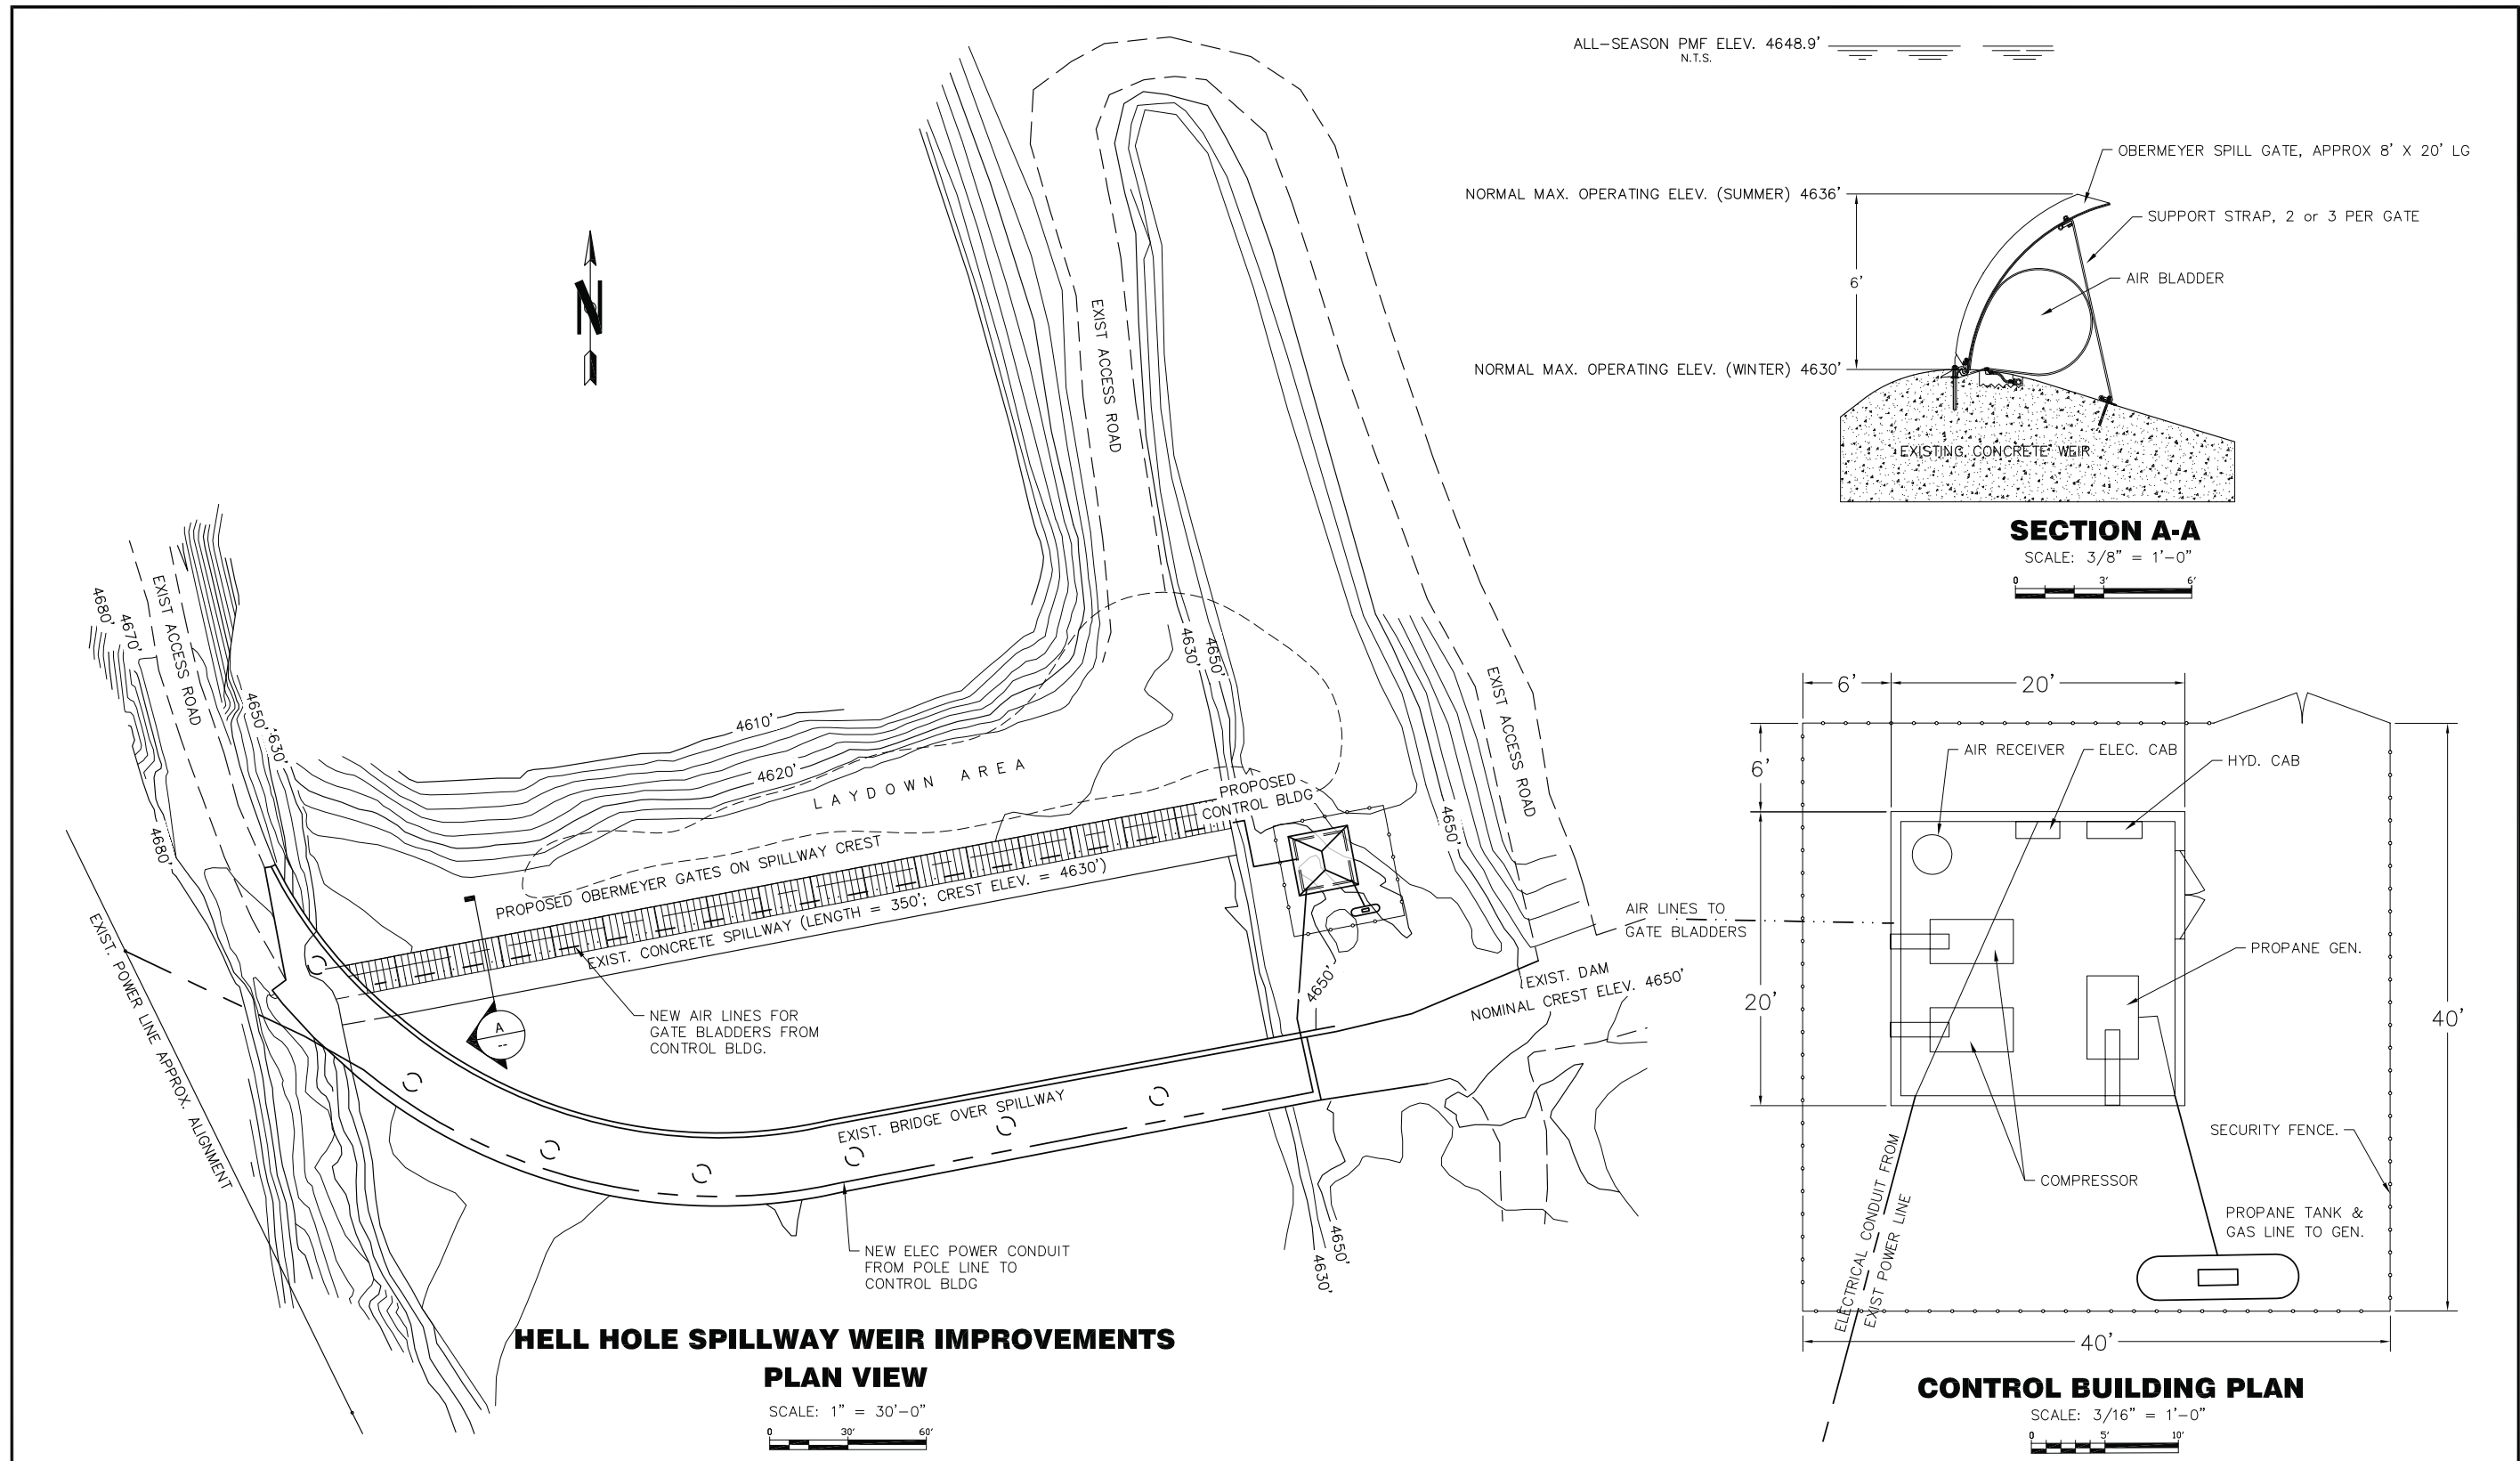 ALL-SEASON PMF ELEV. 4648.9'
N.T.S.
OBERMEYER SPILL GATE, APPROX 8' X 20' LG
NORMAL MAX. OPERATING ELEV. (SUMMER) 4636'
SUPPORT STRAP, 2 or 3 PER GATE
6'
AIR BLADDER
NORMAL MAX. OPERATING ELEV. (WINTER) 4630'
EXISTING CONCRETE WEIR
SECTION A-A
SCALE: 3/8" = 1'-0"
0 3' 6'
N
EXIST ACCESS ROAD
4680'
4670'
EXIST ACCESS ROAD
4650'
4630'
4630'
4650'
EXIST ACCESS ROAD
4610'
4620'
LAYDOWN AREA
PROPOSED
CONTROL BLDG
4650'
4680'
PROPOSED OBERMEYER GATES ON SPILLWAY CREST
EXIST. CONCRETE SPILLWAY (LENGTH = 350'; CREST ELEV. = 4630')
EXIST. POWER LINE APPROX. ALIGNMENT
NEW AIR LINES FOR
GATE BLADDERS FROM
CONTROL BLDG.
A
--
4650'
EXIST. DAM
NOMINAL CREST ELEV. 4650'
EXIST. BRIDGE OVER SPILLWAY
NEW ELEC POWER CONDUIT
FROM POLE LINE TO
CONTROL BLDG
4650'
4630'
HELL HOLE SPILLWAY WEIR IMPROVEMENTS
PLAN VIEW
SCALE: 1" = 30'-0"
0 30' 60'
6'
20'
6'
AIR RECEIVER
ELEC. CAB
HYD. CAB
AIR LINES TO
GATE BLADDERS
PROPANE GEN.
20'
40'
SECURITY FENCE.
COMPRESSOR
PROPANE TANK &
GAS LINE TO GEN.
ELECTRICAL CONDUIT FROM
EXIST POWER LINE
40'
CONTROL BUILDING PLAN
SCALE: 3/16" = 1'-0"
0 5' 10'